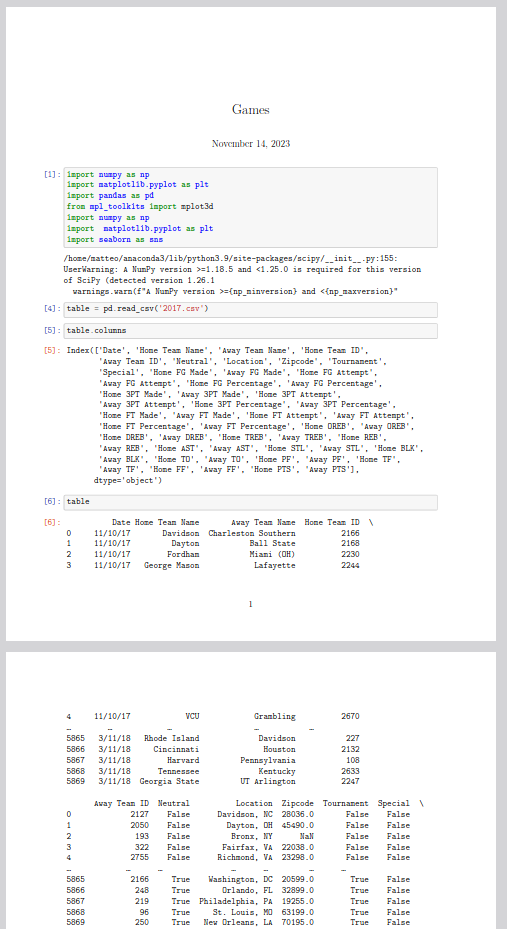 Games
November 14, 2023
[1]: import numpy as np
import matplotlib.pyplot as plt
import pandas as pd
from mpl_toolkits import mplot3d
import numpy as np
import  matplotlib.pyplot as plt
import seaborn as sns
/home/matteo/anaconda3/lib/python3.9/site-packages/scipy/__init__.py:155:
UserWarning: A NumPy version >=1.18.5 and <1.25.0 is required for this version
of SciPy (detected version 1.26.1
  warnings.warn(f"A NumPy version >={np_minversion} and <{np_maxversion}"
[4]: table = pd.read_csv('2017.csv')
[5]: table.columns
[5]: Index(['Date', 'Home Team Name', 'Away Team Name', 'Home Team ID',
'Away Team ID', 'Neutral', 'Location', 'Zipcode', 'Tournament',
'Special', 'Home FG Made', 'Away FG Made', 'Home FG Attempt',
'Away FG Attempt', 'Home FG Percentage', 'Away FG Percentage',
'Home 3PT Made', 'Away 3PT Made', 'Home 3PT Attempt',
'Away 3PT Attempt', 'Home 3PT Percentage', 'Away 3PT Percentage',
'Home FT Made', 'Away FT Made', 'Home FT Attempt', 'Away FT Attempt',
'Home FT Percentage', 'Away FT Percentage', 'Home OREB', 'Away OREB',
'Home DREB', 'Away DREB', 'Home TREB', 'Away TREB', 'Home REB',
'Away REB', 'Home AST', 'Away AST', 'Home STL', 'Away STL', 'Home BLK',
'Away BLK', 'Home TO', 'Away TO', 'Home PF', 'Away PF', 'Home TF',
'Away TF', 'Home FF', 'Away FF', 'Home PTS', 'Away PTS'],
dtype='object')
[6]: table
[6]: Date Home Team Name Away Team Name Home Team ID \
0 11/10/17 Davidson Charleston Southern 2166
1 11/10/17 Dayton Ball State 2168
2 11/10/17 Fordham Miami (OH) 2230
3 11/10/17 George Mason Lafayette 2244
1
4 11/10/17 VCU Grambling 2670
… … … … …
5865 3/11/18 Rhode Island Davidson 227
5866 3/11/18 Cincinnati Houston 2132
5867 3/11/18 Harvard Pennsylvania 108
5868 3/11/18 Tennessee Kentucky 2633
5869 3/11/18 Georgia State UT Arlington 2247
Away Team ID Neutral Location Zipcode Tournament Special \
0 2127 False Davidson, NC 28036.0 False False
1 2050 False Dayton, OH 45490.0 False False
2 193 False Bronx, NY NaN False False
3 322 False Fairfax, VA 22038.0 False False
4 2755 False Richmond, VA 23298.0 False False
… … … … … … …
5865 2166 True Washington, DC 20599.0 True False
5866 248 True Orlando, FL 32899.0 True False
5867 219 True Philadelphia, PA 19255.0 True False
5868 96 True St. Louis, MO 63199.0 True False
5869 250 True New Orleans, LA 70195.0 True False